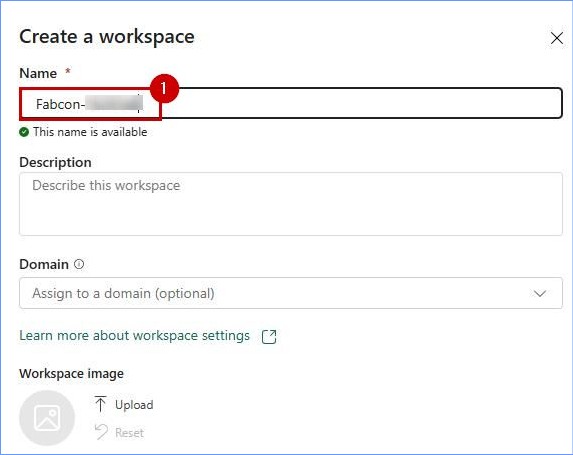 Create a workspace
Name *
1
Fabcon-
This name is available
Description
Describe this workspace
Domain
Assign to a domain (optional)
Learn more about workspace settings
Workspace image
Upload
Reset